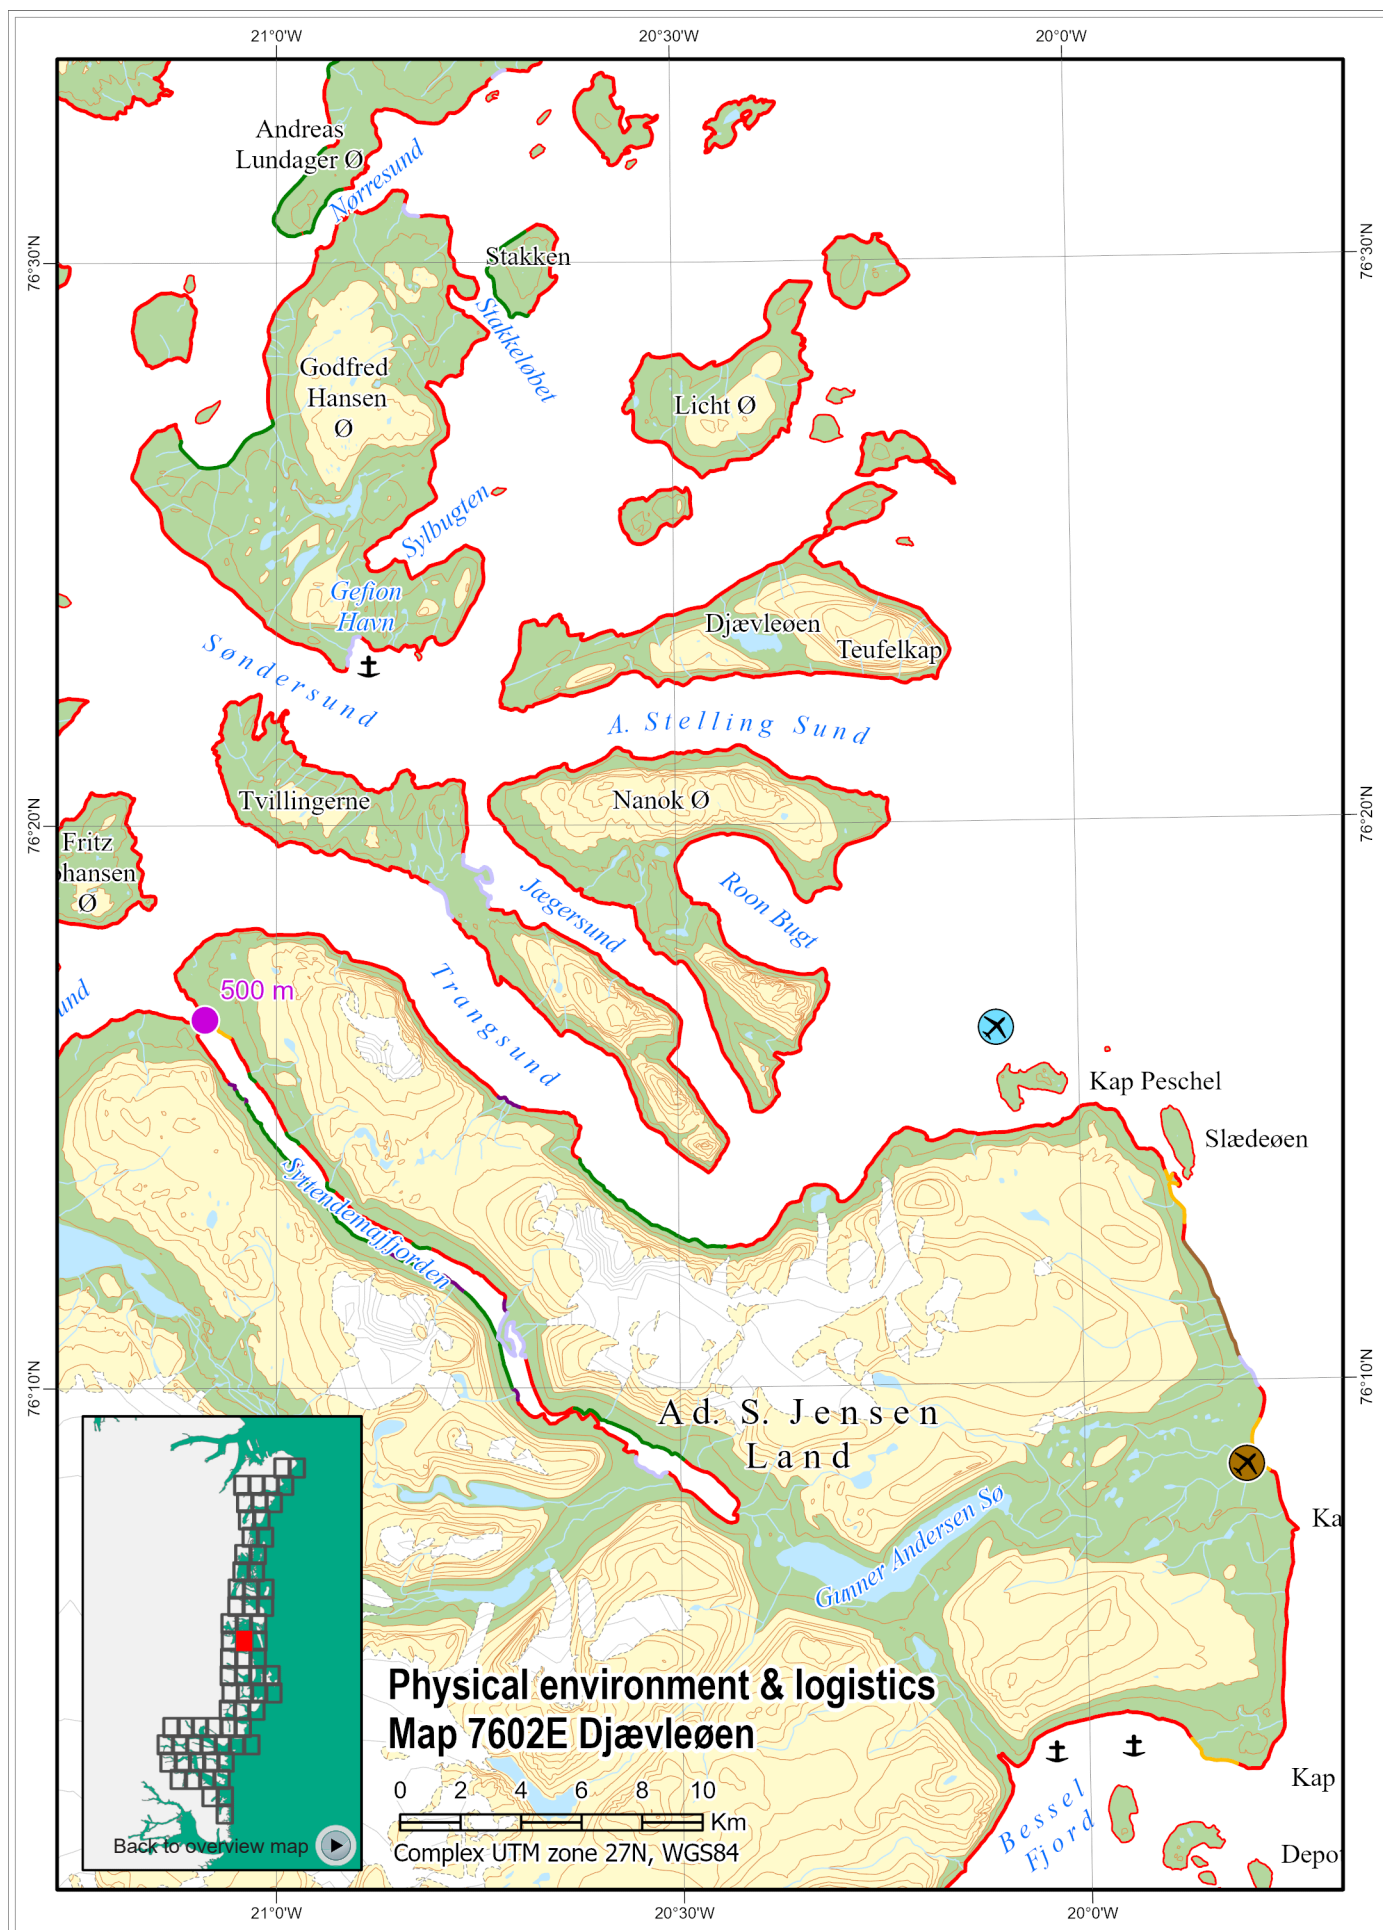 21°0'W 20°30'W 20°0'W
Andreas
Lundager Ø
Nørresund
76°30'N
76°30'N
Stakken
Stakkeløbet
Godfred
Hansen
Ø
Licht Ø
Sylbugten
Gefion
Havn
Djævleøen
Teufelkap
Søndersund
A. Stelling Sund
Tvillingerne
Nanok Ø
76°20'N
76°20'N
Fritz
ohansen
Ø
Jægersund
Roon Bugt
Trangsund
und
500 m
Kap Peschel
Slædeøen
Syttendemajfjorden
76°10'N
76°10'N
Ad. S. Jensen
Land
Gunner Andersen Sø
Ka
Physical environment & logistics
Map 7602E Djævleøen
0 2 4 6 8 10
Km
Complex UTM zone 27N, WGS84
Back to overview map
Bessel
Fjord
Kap
Depo
21°0'W 20°30'W 20°0'W